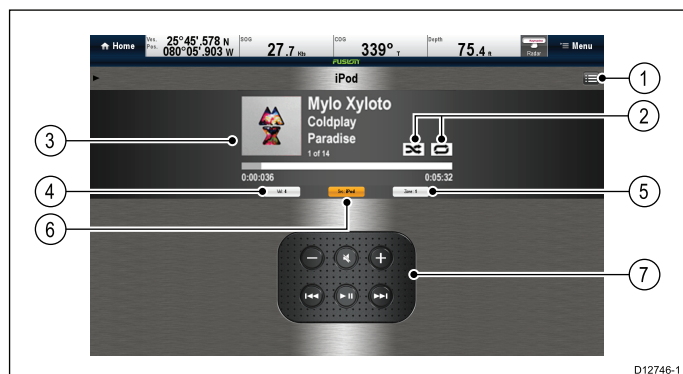 Home
Ves. Pos. 25°45'.578 N 080°05'.903 W
SOG 27.7 Kts
COG 339° T
Depth 75.4 ft
Radar
Menu
FUSION
iPod
Mylo Xyloto
Coldplay
Paradise
1 of 14
0:00:036 0:05:32
Src: iPod
1
2
3
4
5
6
7
D12746-1